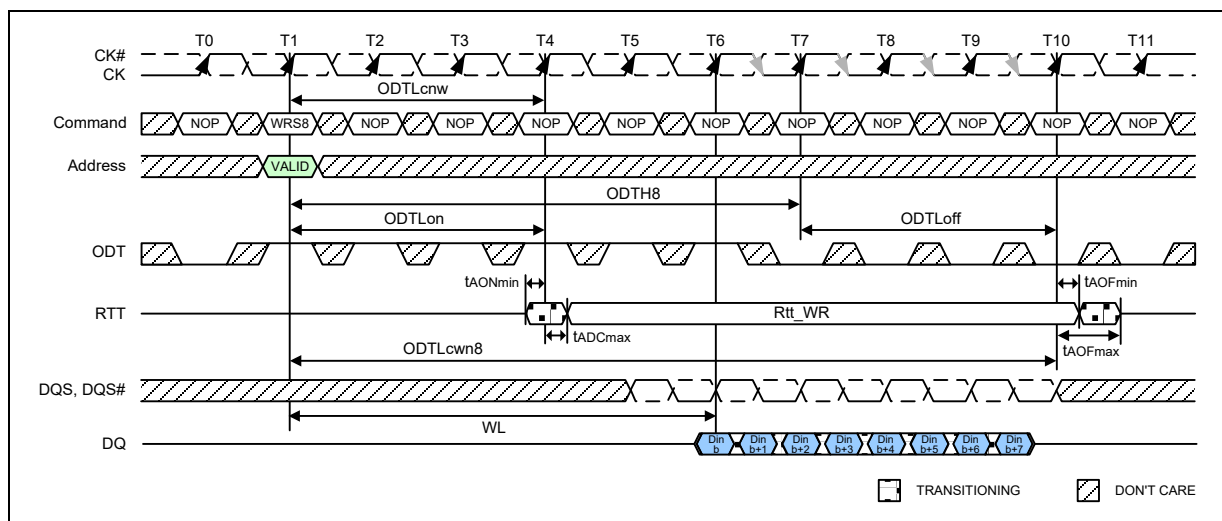 T0 T1 T2 T3 T4 T5 T6 T7 T8 T9 T10 T11
CK#
CK
ODTLcnw
Command NOP WRS8 NOP NOP NOP NOP NOP NOP NOP NOP NOP NOP
Address VALID
ODTH8
ODTLon ODTLoff
ODT
tAONmin tAOFmin
RTT Rtt_WR
tADCmax
ODTLcwn8 tAOFmax
DQS, DQS#
WL
DQ Din b Din b+1 Din b+2 Din b+3 Din b+4 Din b+5 Din b+6 Din b+7
TRANSITIONING DON'T CARE